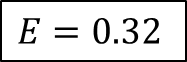 E = 0.32